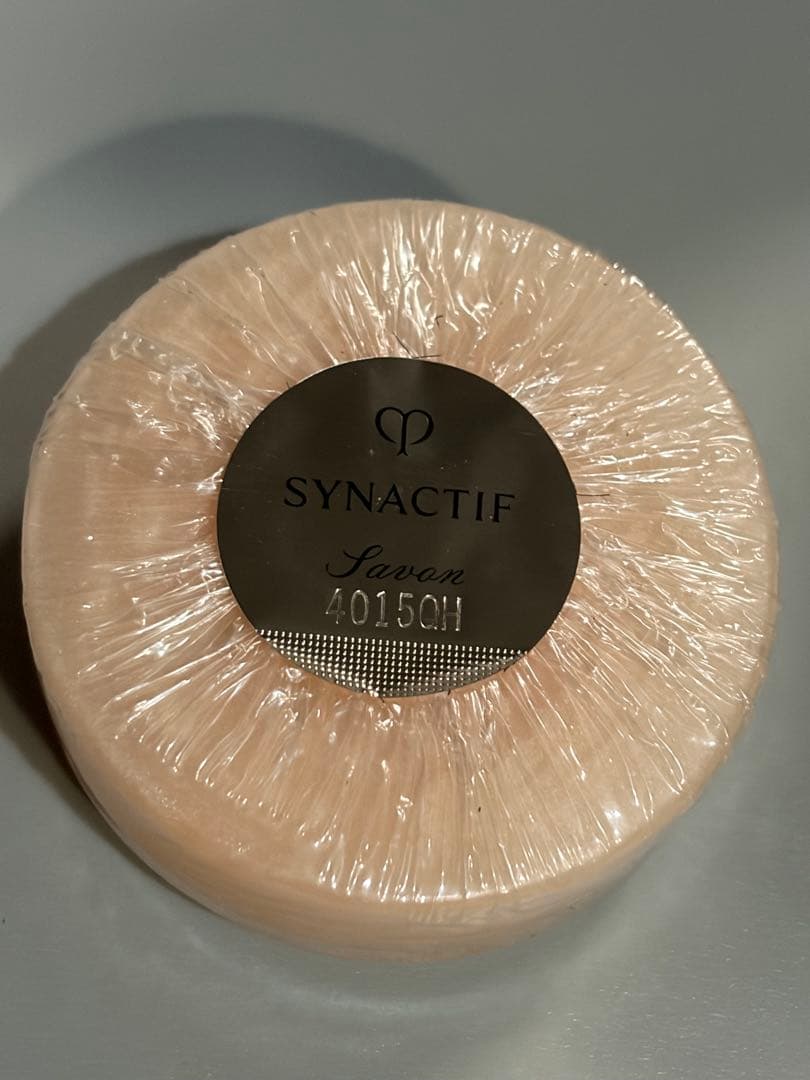 SYNACTIF
Savon
4015QH